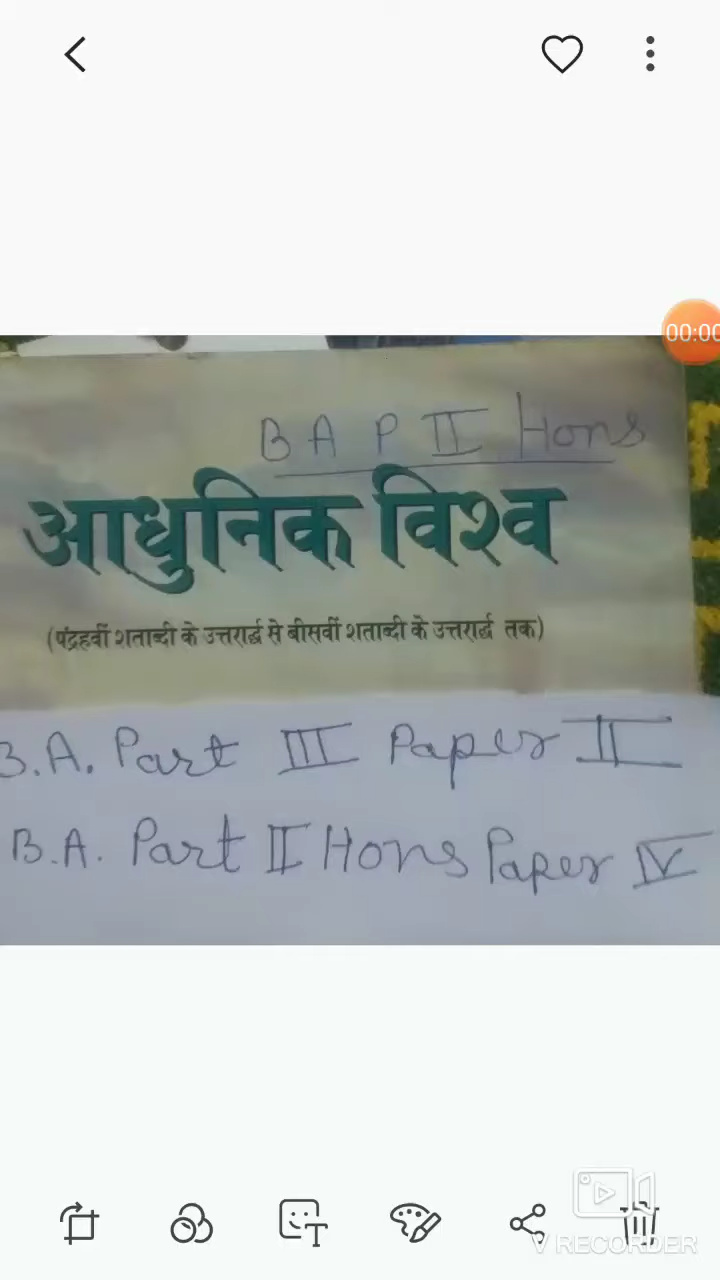 00:00
B A P II Hons
आधुनिक विश्व
(पंद्रहवीं शताब्दी के उत्तरार्द्ध से बीसवीं शताब्दी के उत्तरार्द्ध तक)
B.A. Part III Paper II
B.A. Part II Hons Paper IV
V RECORDER